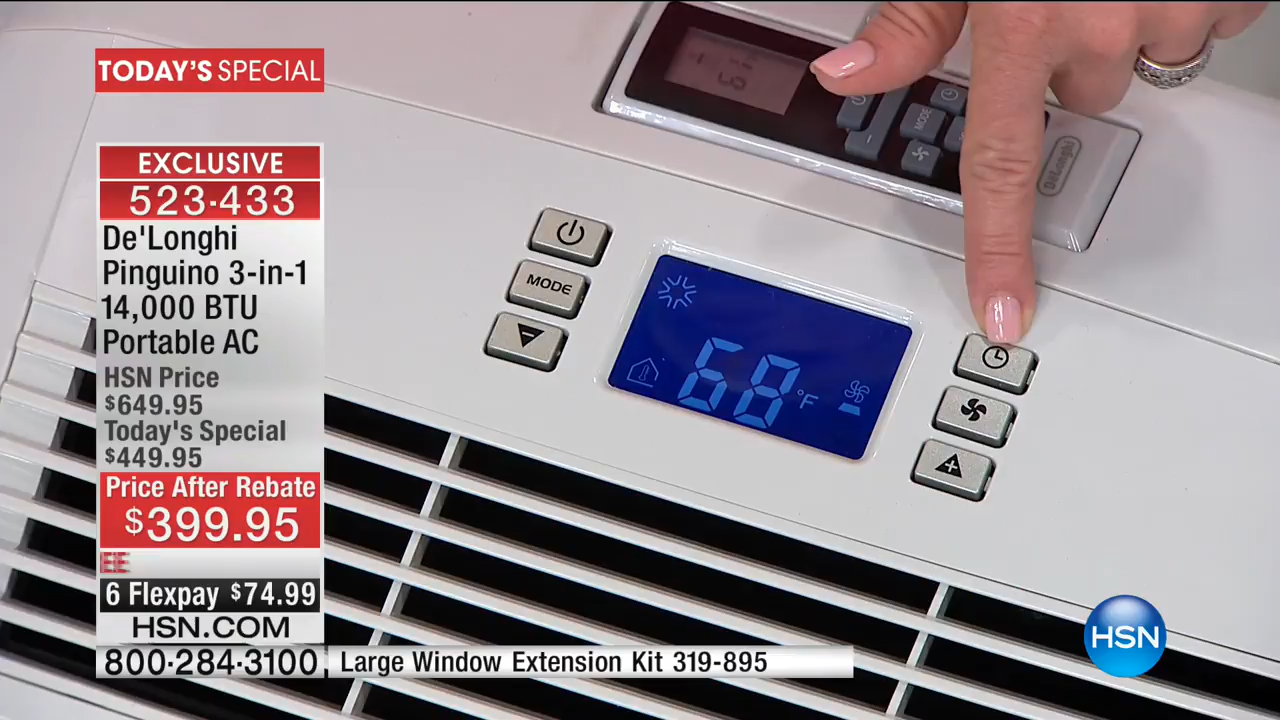 TODAY'S SPECIAL
EXCLUSIVE
523-433
De'Longhi
Pinguino 3-in-1
14,000 BTU
Portable AC
HSN Price
$649.95
Today's Special
$449.95
Price After Rebate
$399.95
6 Flexpay $74.99
HSN.COM
800-284-3100
Large Window Extension Kit 319-895
HSN
MODE
68°F
MODE
DeLonghi